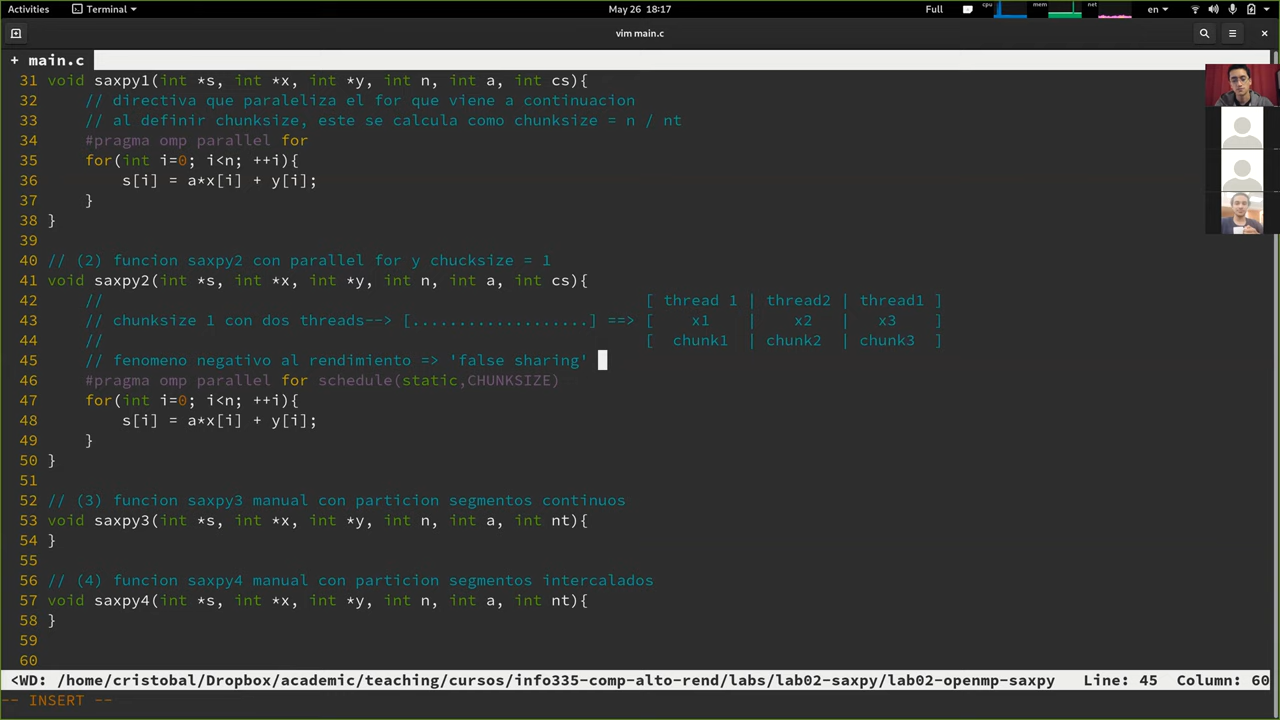 Activities Terminal May 26 18:17 Full cpu mem net en
vim main.c
+ main.c
31 void saxpy1(int *s, int *x, int *y, int n, int a, int cs){
32 // directiva que paraleliza el for que viene a continuacion
33 // al definir chunksize, este se calcula como chunksize = n / nt
34 #pragma omp parallel for
35 for(int i=0; i<n; ++i){
36 s[i] = a*x[i] + y[i];
37 }
38 }
39
40 // (2) funcion saxpy2 con parallel for y chucksize = 1
41 void saxpy2(int *s, int *x, int *y, int n, int a, int cs){
42 // [ thread 1 | thread2 | thread1 ]
43 // chunksize 1 con dos threads--> [...................] ==> [ x1 | x2 | x3 ]
44 // [ chunk1 | chunk2 | chunk3 ]
45 // fenomeno negativo al rendimiento => 'false sharing'
46 #pragma omp parallel for schedule(static,CHUNKSIZE)
47 for(int i=0; i<n; ++i){
48 s[i] = a*x[i] + y[i];
49 }
50 }
51
52 // (3) funcion saxpy3 manual con particion segmentos continuos
53 void saxpy3(int *s, int *x, int *y, int n, int a, int nt){
54 }
55
56 // (4) funcion saxpy4 manual con particion segmentos intercalados
57 void saxpy4(int *s, int *x, int *y, int n, int a, int nt){
58 }
59
60
<WD: /home/cristobal/Dropbox/academic/teaching/cursos/info335-comp-alto-rend/labs/lab02-saxpy/lab02-openmp-saxpy Line: 45 Column: 60
-- INSERT --